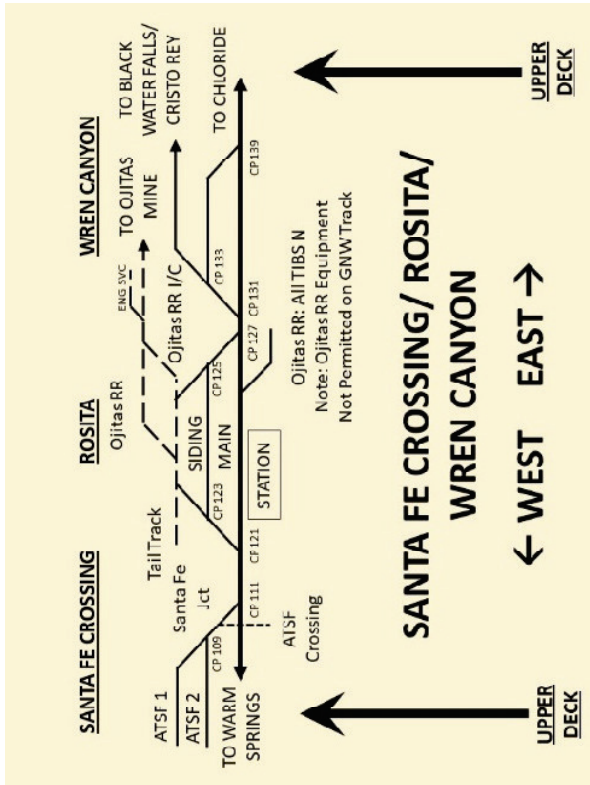 SANTA FE CROSSING
ROSITA
WREN CANYON
TO BLACK
WATER FALLS/
CRISTO REY
TO OJITAS
MINE
ENG SVC
Ojitas RR
Ojitas RR I/C
TO CHLORIDE
Tail Track
Santa Fe
Jct
ATSF 1
ATSF 2
SIDING
MAIN
CP 109
CP 111
CP 121
CP 123
CP 125
CP 127
CP 131
CP 133
CP 139
TO WARM
SPRINGS
ATSF
Crossing
STATION
Ojitas RR: All TIBS N
Note: Ojitas RR Equipment
Not Permitted on GNW Track
UPPER
DECK
SANTA FE CROSSING/ ROSITA/
WREN CANYON
← WEST EAST →
UPPER
DECK